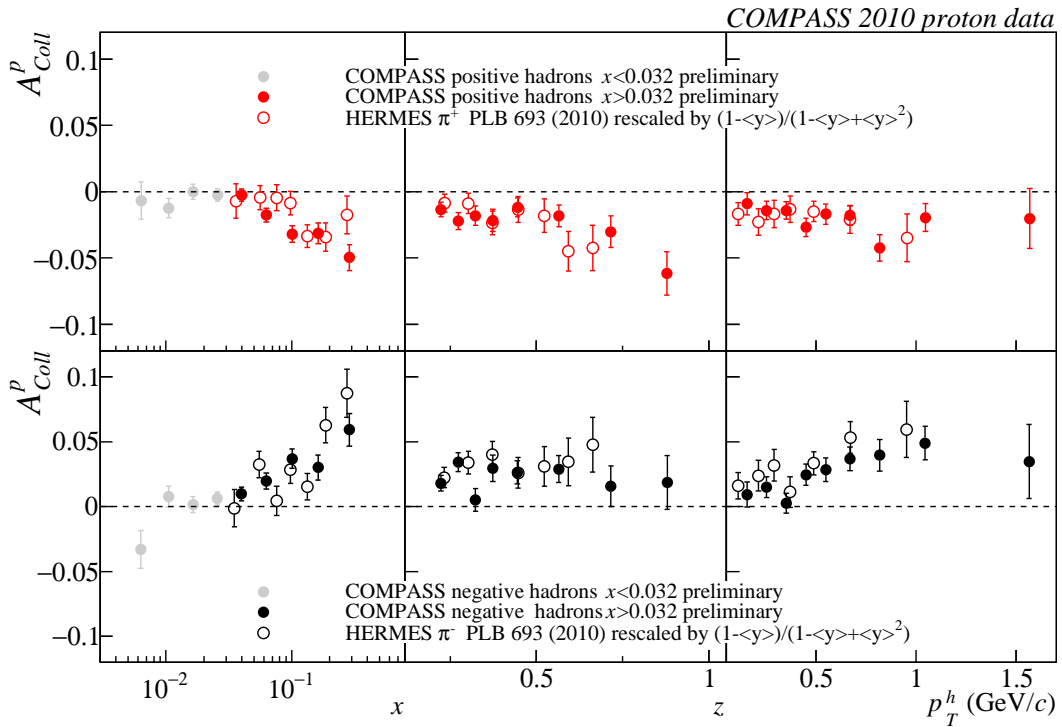 COMPASS 2010 proton data
A^p_Coll
0.1
0.05
0
−0.05
−0.1
COMPASS positive hadrons x<0.032 preliminary
COMPASS positive hadrons x>0.032 preliminary
HERMES π⁺ PLB 693 (2010) rescaled by (1-<y>)/(1-<y>+<y>²)
A^p_Coll
0.1
0.05
0
−0.05
−0.1
COMPASS negative hadrons x<0.032 preliminary
COMPASS negative hadrons x>0.032 preliminary
HERMES π⁻ PLB 693 (2010) rescaled by (1-<y>)/(1-<y>+<y>²)
10⁻² 10⁻¹ 0.5 1 0.5 1 1.5
x z p^h_T (GeV/c)